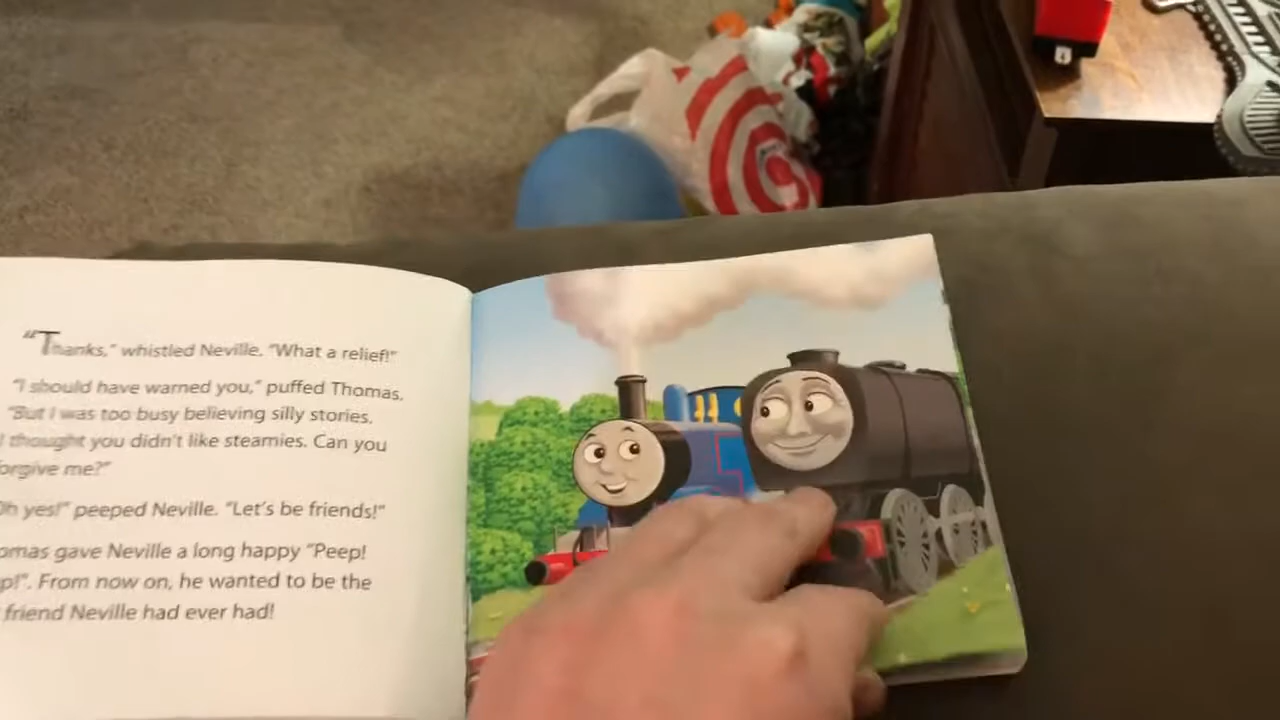 "Thanks," whistled Neville. "What a relief!"
"I should have warned you," puffed Thomas.
"But I was too busy believing silly stories.
I thought you didn't like steamies. Can you
forgive me?"
Oh yes!" peeped Neville. "Let's be friends!"
omas gave Neville a long happy "Peep!
p!". From now on, he wanted to be the
friend Neville had ever had!